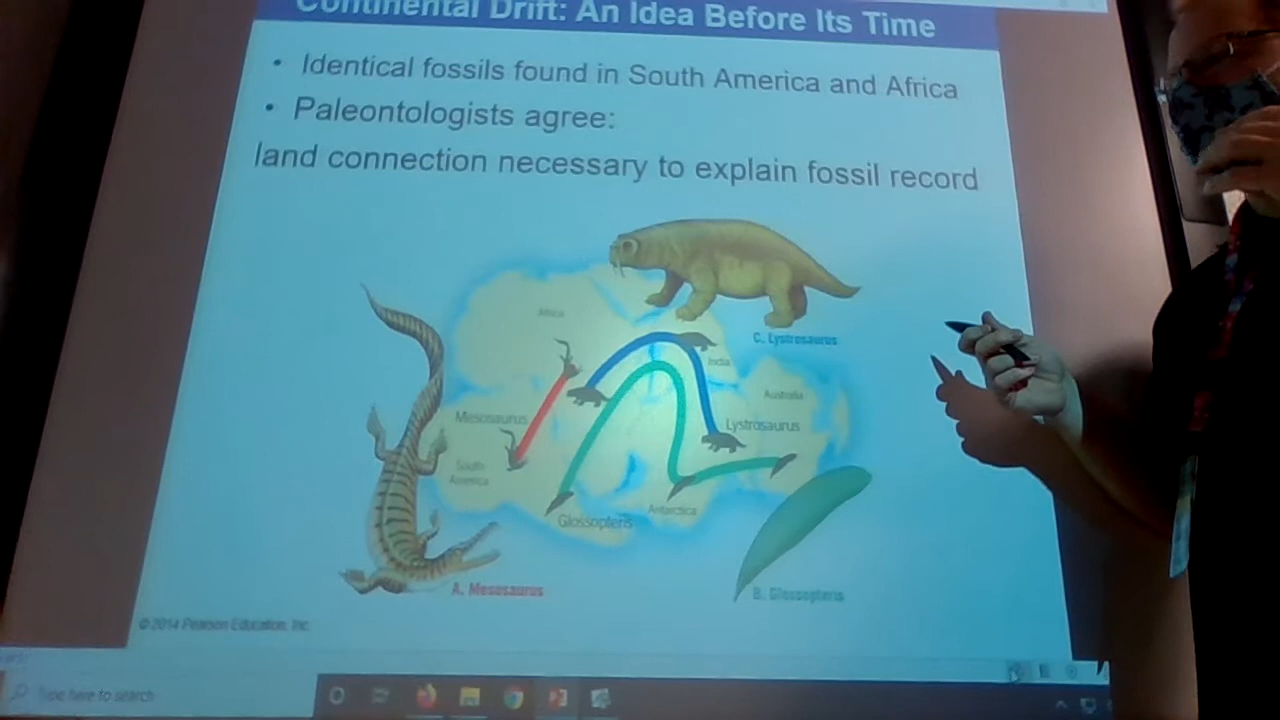 Continental Drift: An Idea Before Its Time
• Identical fossils found in South America and Africa
• Paleontologists agree:
land connection necessary to explain fossil record
Africa
C. Lystrosaurus
India
Australia
Mesosaurus
Lystrosaurus
South
America
Antarctica
Glossopteris
A. Mesosaurus
B. Glossopteris
© 2014 Pearson Education, Inc.
Type here to search